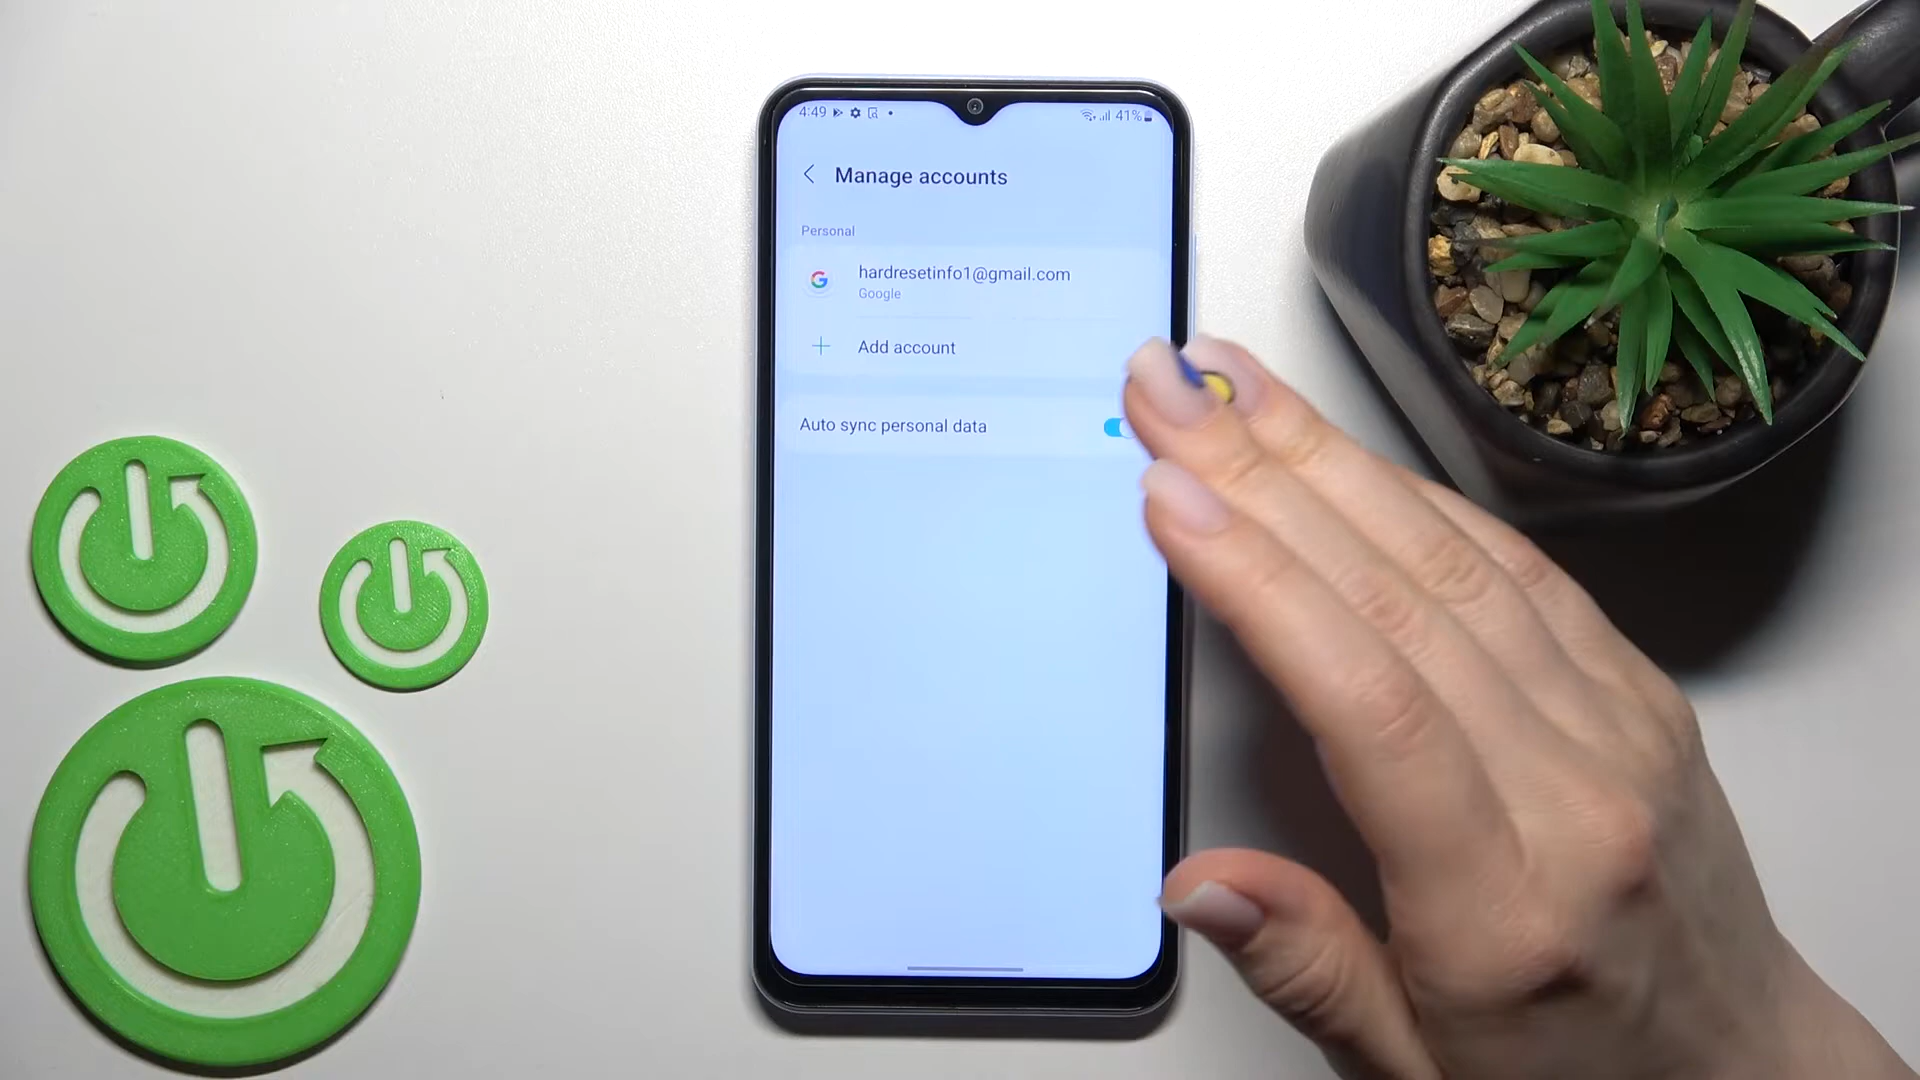 4:49
41%
Manage accounts
Personal
hardresetinfo1@gmail.com
Google
Add account
Auto sync personal data